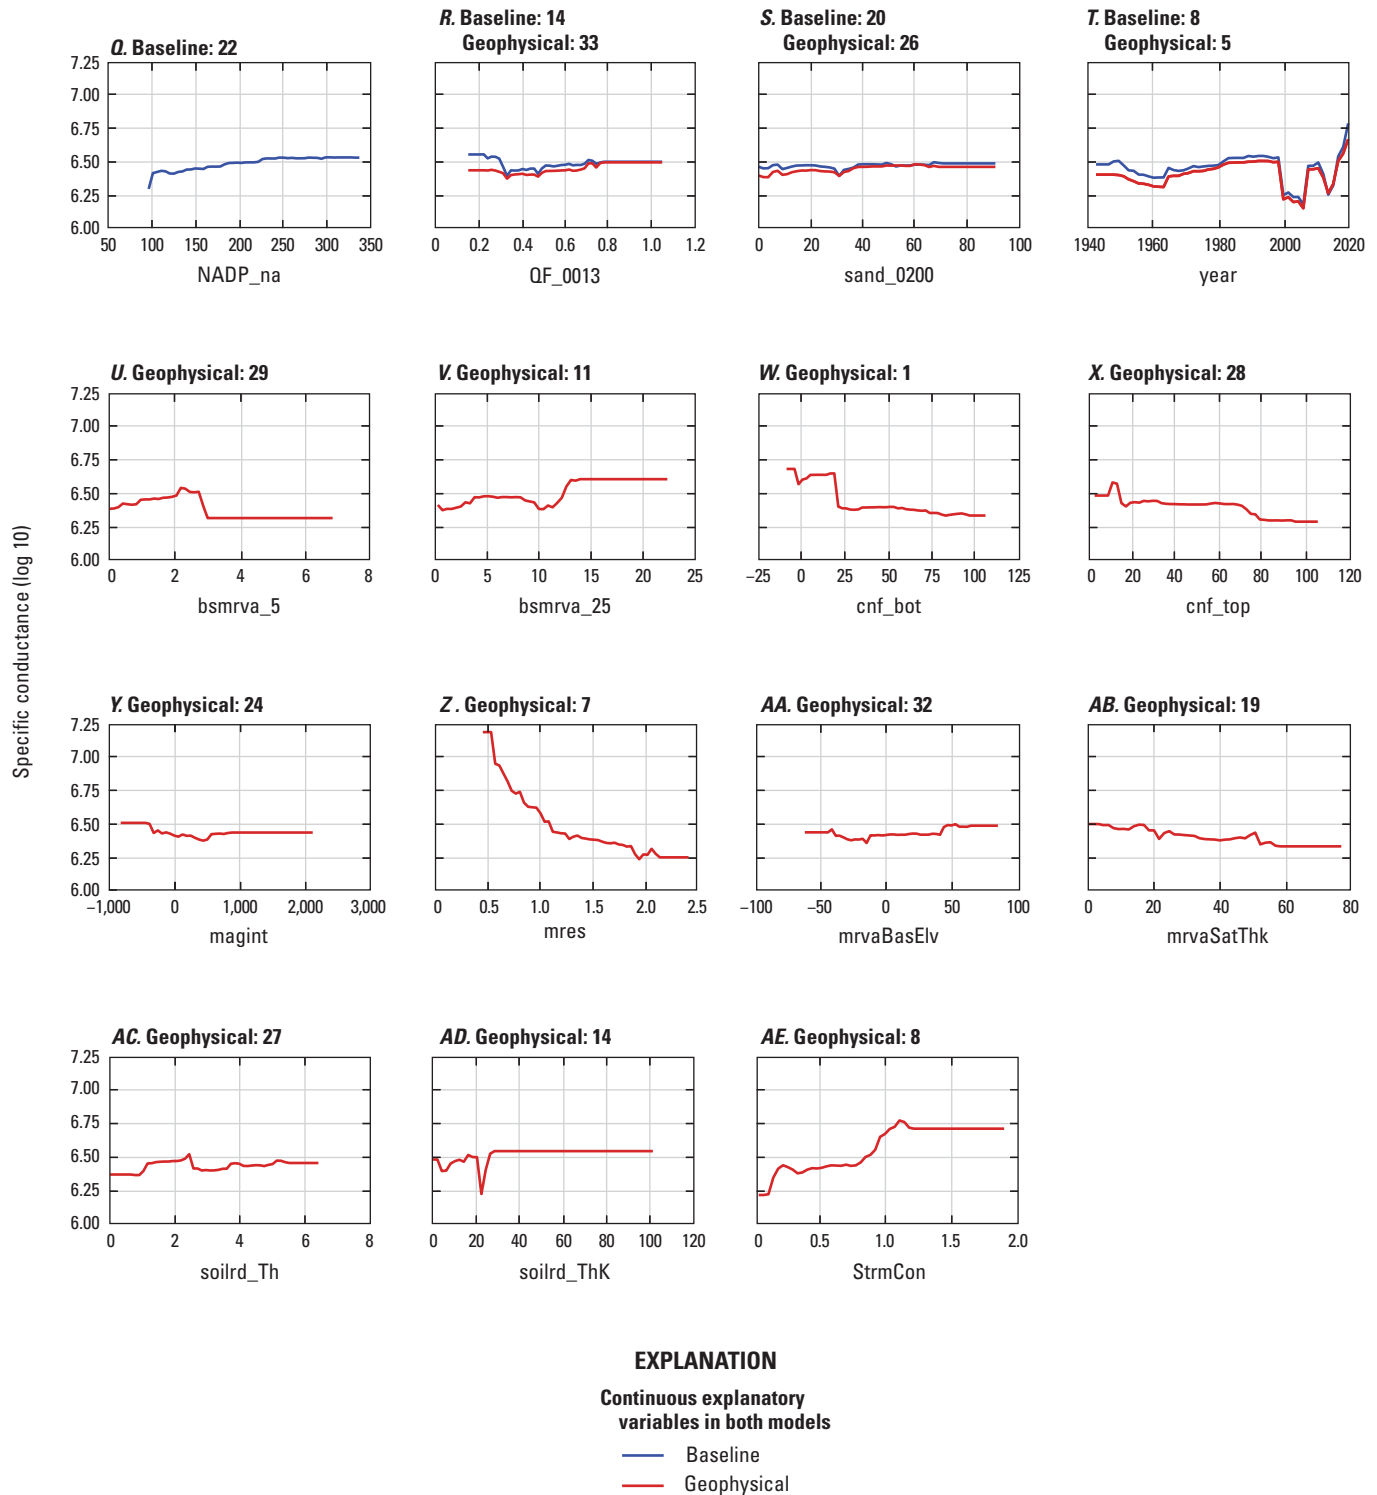 R. Baseline: 14
Geophysical: 33
S. Baseline: 20
Geophysical: 26
T. Baseline: 8
Geophysical: 5
Q. Baseline: 22
7.25
7.00
6.75
6.50
6.25
6.00
50 100 150 200 250 300 350
0 0.2 0.4 0.6 0.8 1.0 1.2
0 20 40 60 80 100
1940 1960 1980 2000 2020
NADP_na
QF_0013
sand_0200
year
U. Geophysical: 29
V. Geophysical: 11
W. Geophysical: 1
X. Geophysical: 28
7.25
7.00
6.75
6.50
6.25
6.00
0 2 4 6 8
0 5 10 15 20 25
−25 0 25 50 75 100 125
0 20 40 60 80 100 120
bsmrva_5
bsmrva_25
cnf_bot
cnf_top
Specific conductance (log 10)
Y. Geophysical: 24
Z . Geophysical: 7
AA. Geophysical: 32
AB. Geophysical: 19
7.25
7.00
6.75
6.50
6.25
6.00
−1,000 0 1,000 2,000 3,000
0 0.5 1.0 1.5 2.0 2.5
−100 −50 0 50 100
0 20 40 60 80
magint
mres
mrvaBasElv
mrvaSatThk
AC. Geophysical: 27
AD. Geophysical: 14
AE. Geophysical: 8
7.25
7.00
6.75
6.50
6.25
6.00
0 2 4 6 8
0 20 40 60 80 100 120
0 0.5 1.0 1.5 2.0
soilrd_Th
soilrd_ThK
StrmCon
EXPLANATION
Continuous explanatory
variables in both models
Baseline
Geophysical